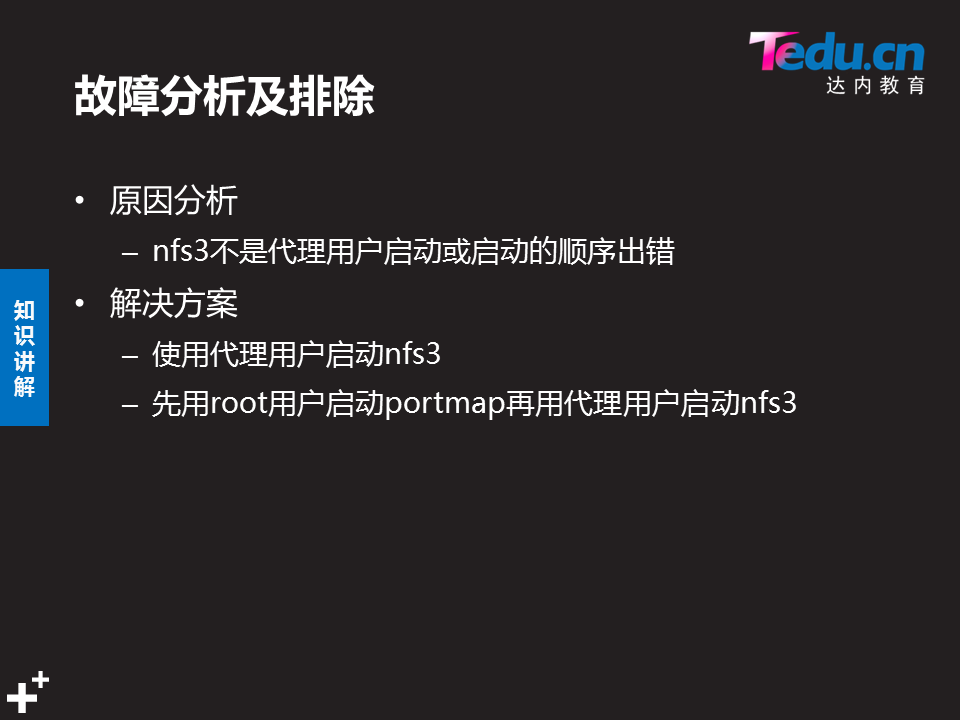 Tedu.cn
达内教育
故障分析及排除
• 原因分析
– nfs3不是代理用户启动或启动的顺序出错
• 解决方案
– 使用代理用户启动nfs3
– 先用root用户启动portmap再用代理用户启动nfs3
知识讲解